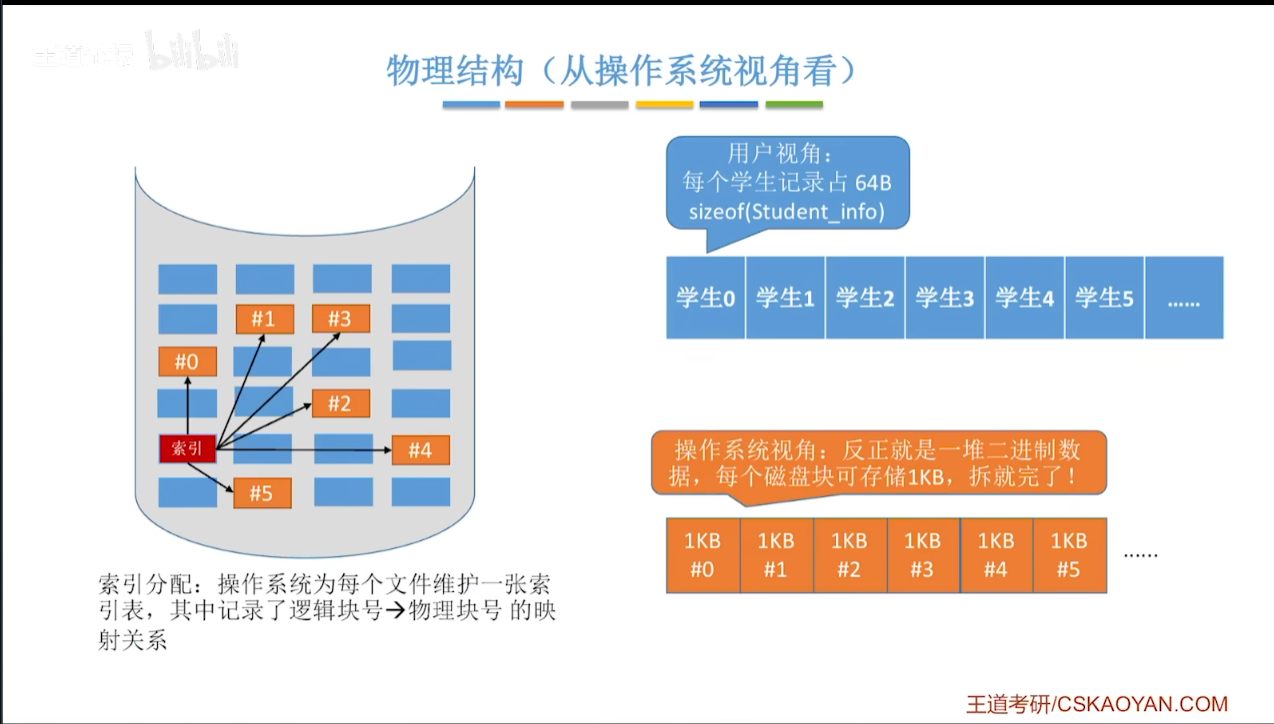 王道论坛 bilibili
物理结构（从操作系统视角看）
用户视角：
每个学生记录占 64B
sizeof(Student_info)
学生0 学生1 学生2 学生3 学生4 学生5 ......
#1 #3
#0
#2
索引
#4
#5
操作系统视角：反正就是一堆二进制数
据，每个磁盘块可存储1KB，拆就完了！
1KB 1KB 1KB 1KB 1KB 1KB
#0 #1 #2 #3 #4 #5 ......
索引分配：操作系统为每个文件维护一张索
引表，其中记录了逻辑块号→物理块号 的映
射关系
王道考研/CSKAOYAN.COM